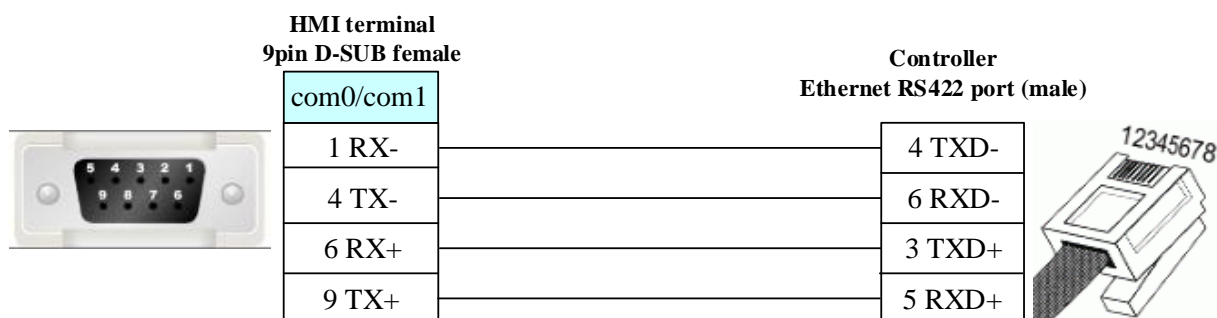 HMI terminal
9pin D-SUB female
Controller
Ethernet RS422 port (male)
com0/com1
1 RX-
4 TXD-
4 TX-
6 RXD-
6 RX+
3 TXD+
9 TX+
5 RXD+
5 4 3 2 1
9 8 7 6
12345678